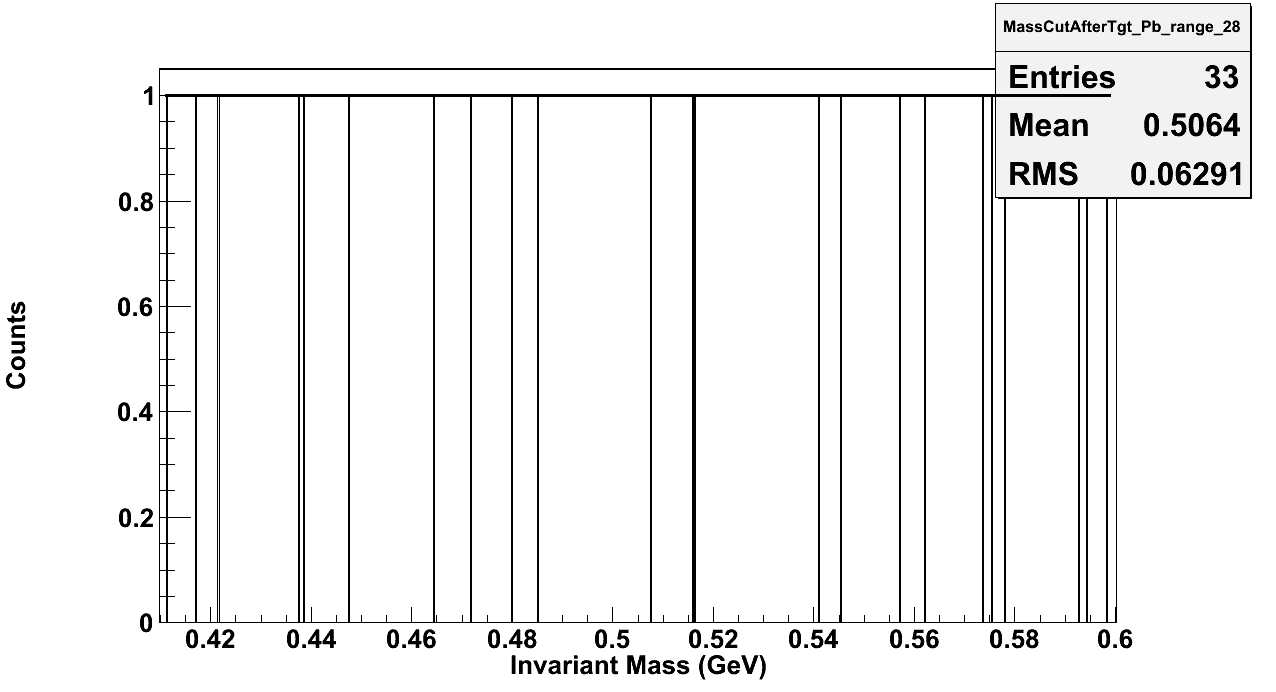 MassCutAfterTgt_Pb_range_28
Entries 33
Mean 0.5064
RMS 0.06291
1
0.8
0.6
0.4
0.2
0
Counts
0.42 0.44 0.46 0.48 0.5 0.52 0.54 0.56 0.58 0.6
Invariant Mass (GeV)